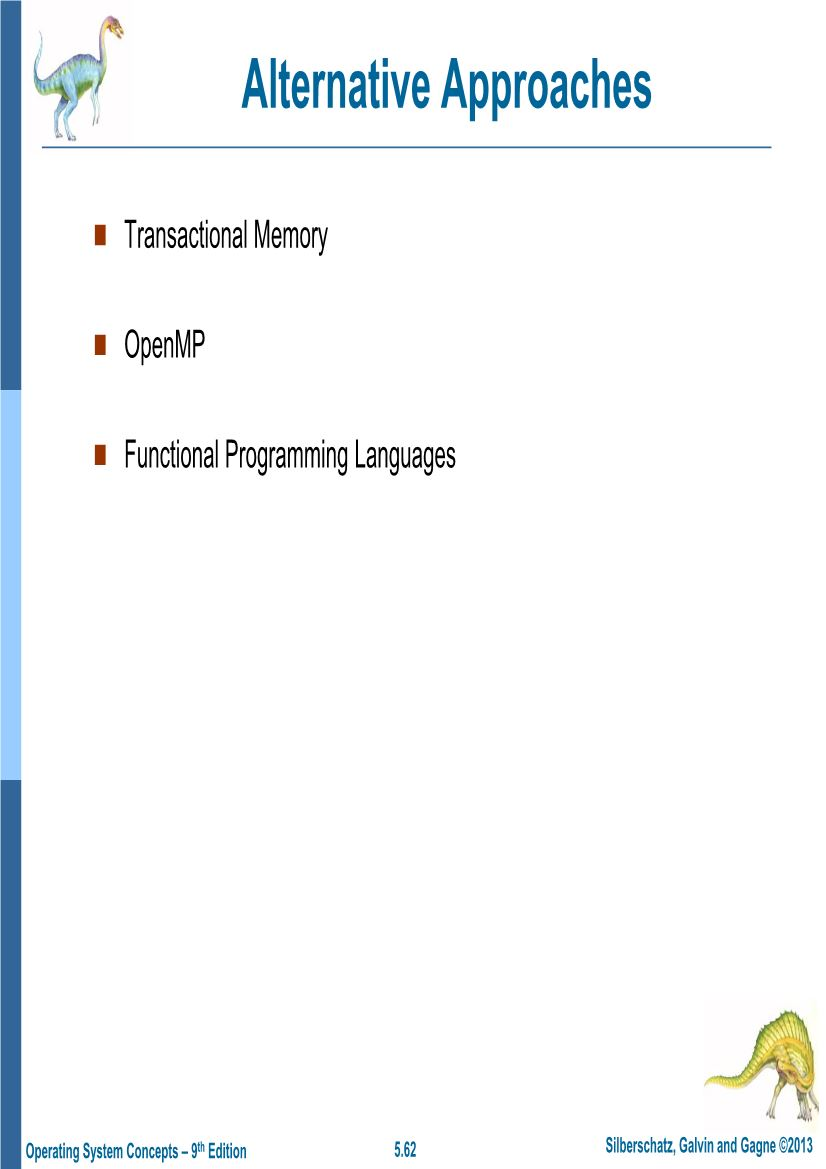 Alternative Approaches
Transactional Memory
OpenMP
Functional Programming Languages
Operating System Concepts – 9th Edition
5.62
Silberschatz, Galvin and Gagne ©2013